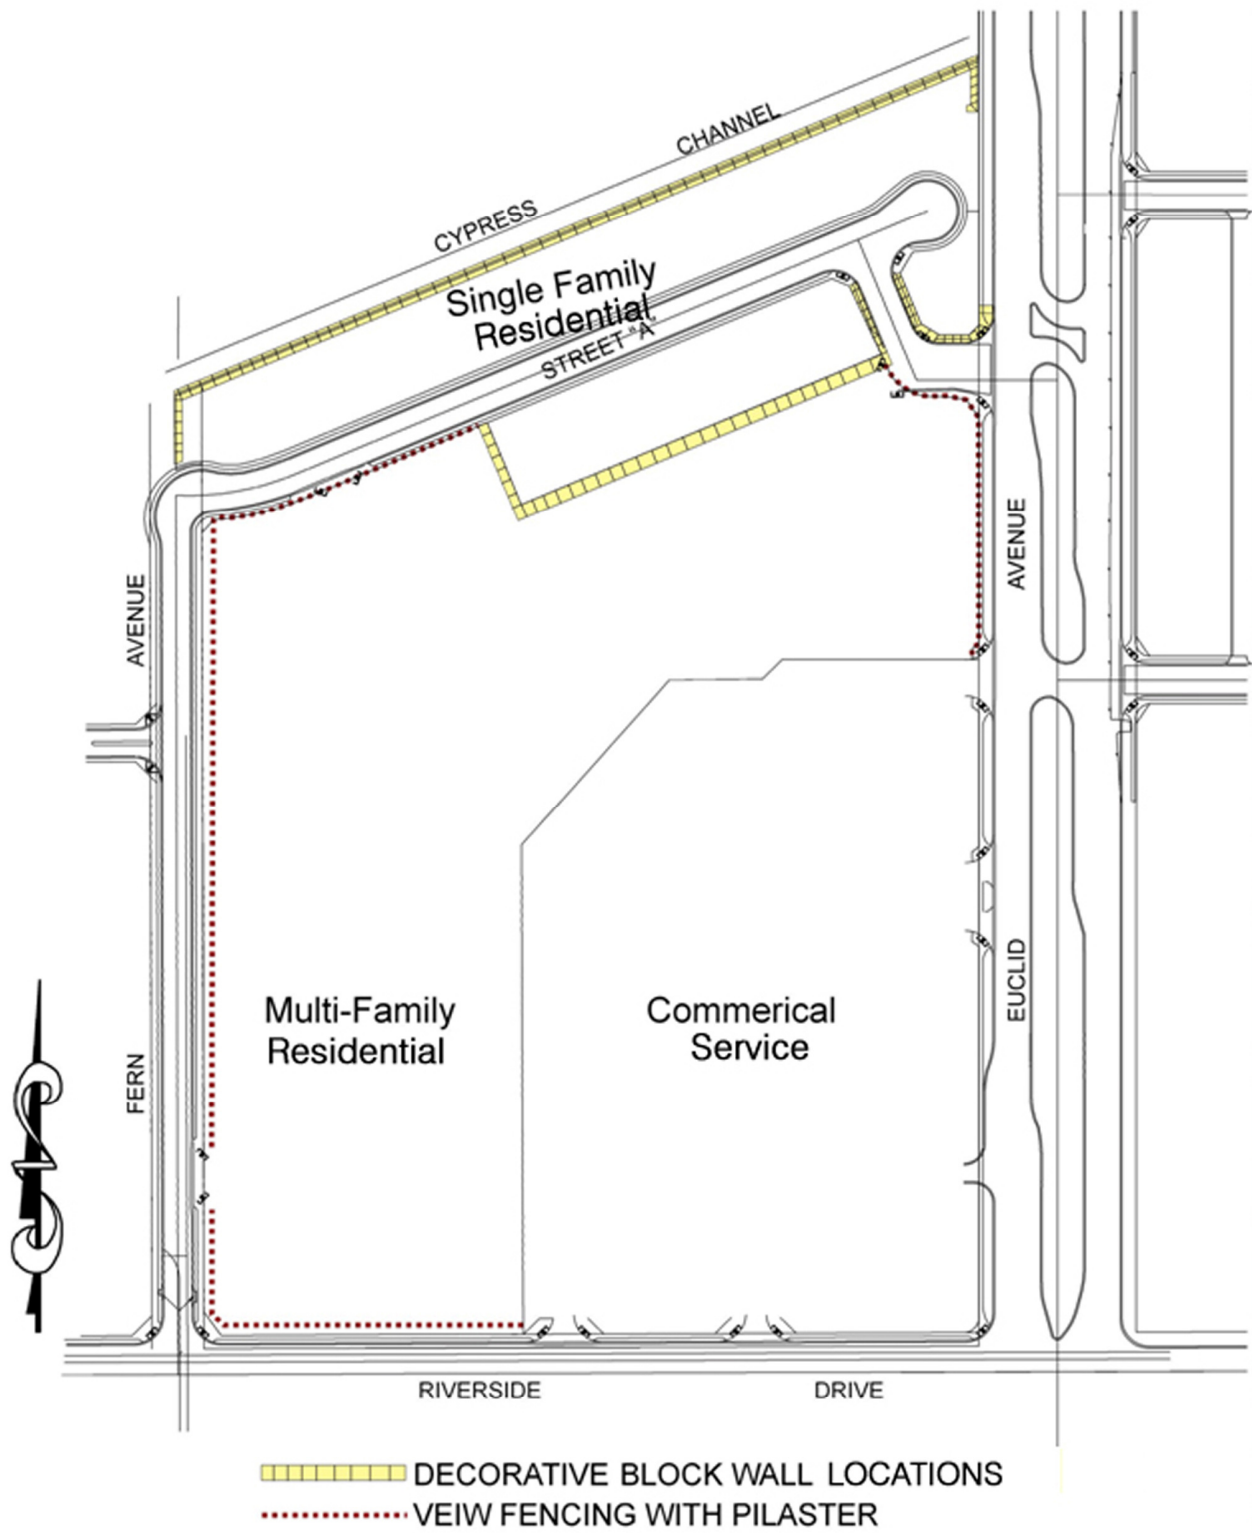 CHANNEL
CYPRESS
Single Family
Residential
STREET "A"
AVENUE
AVENUE
Multi-Family
Residential
Commerical
Service
EUCLID
FERN
RIVERSIDE DRIVE
DECORATIVE BLOCK WALL LOCATIONS
VEIW FENCING WITH PILASTER